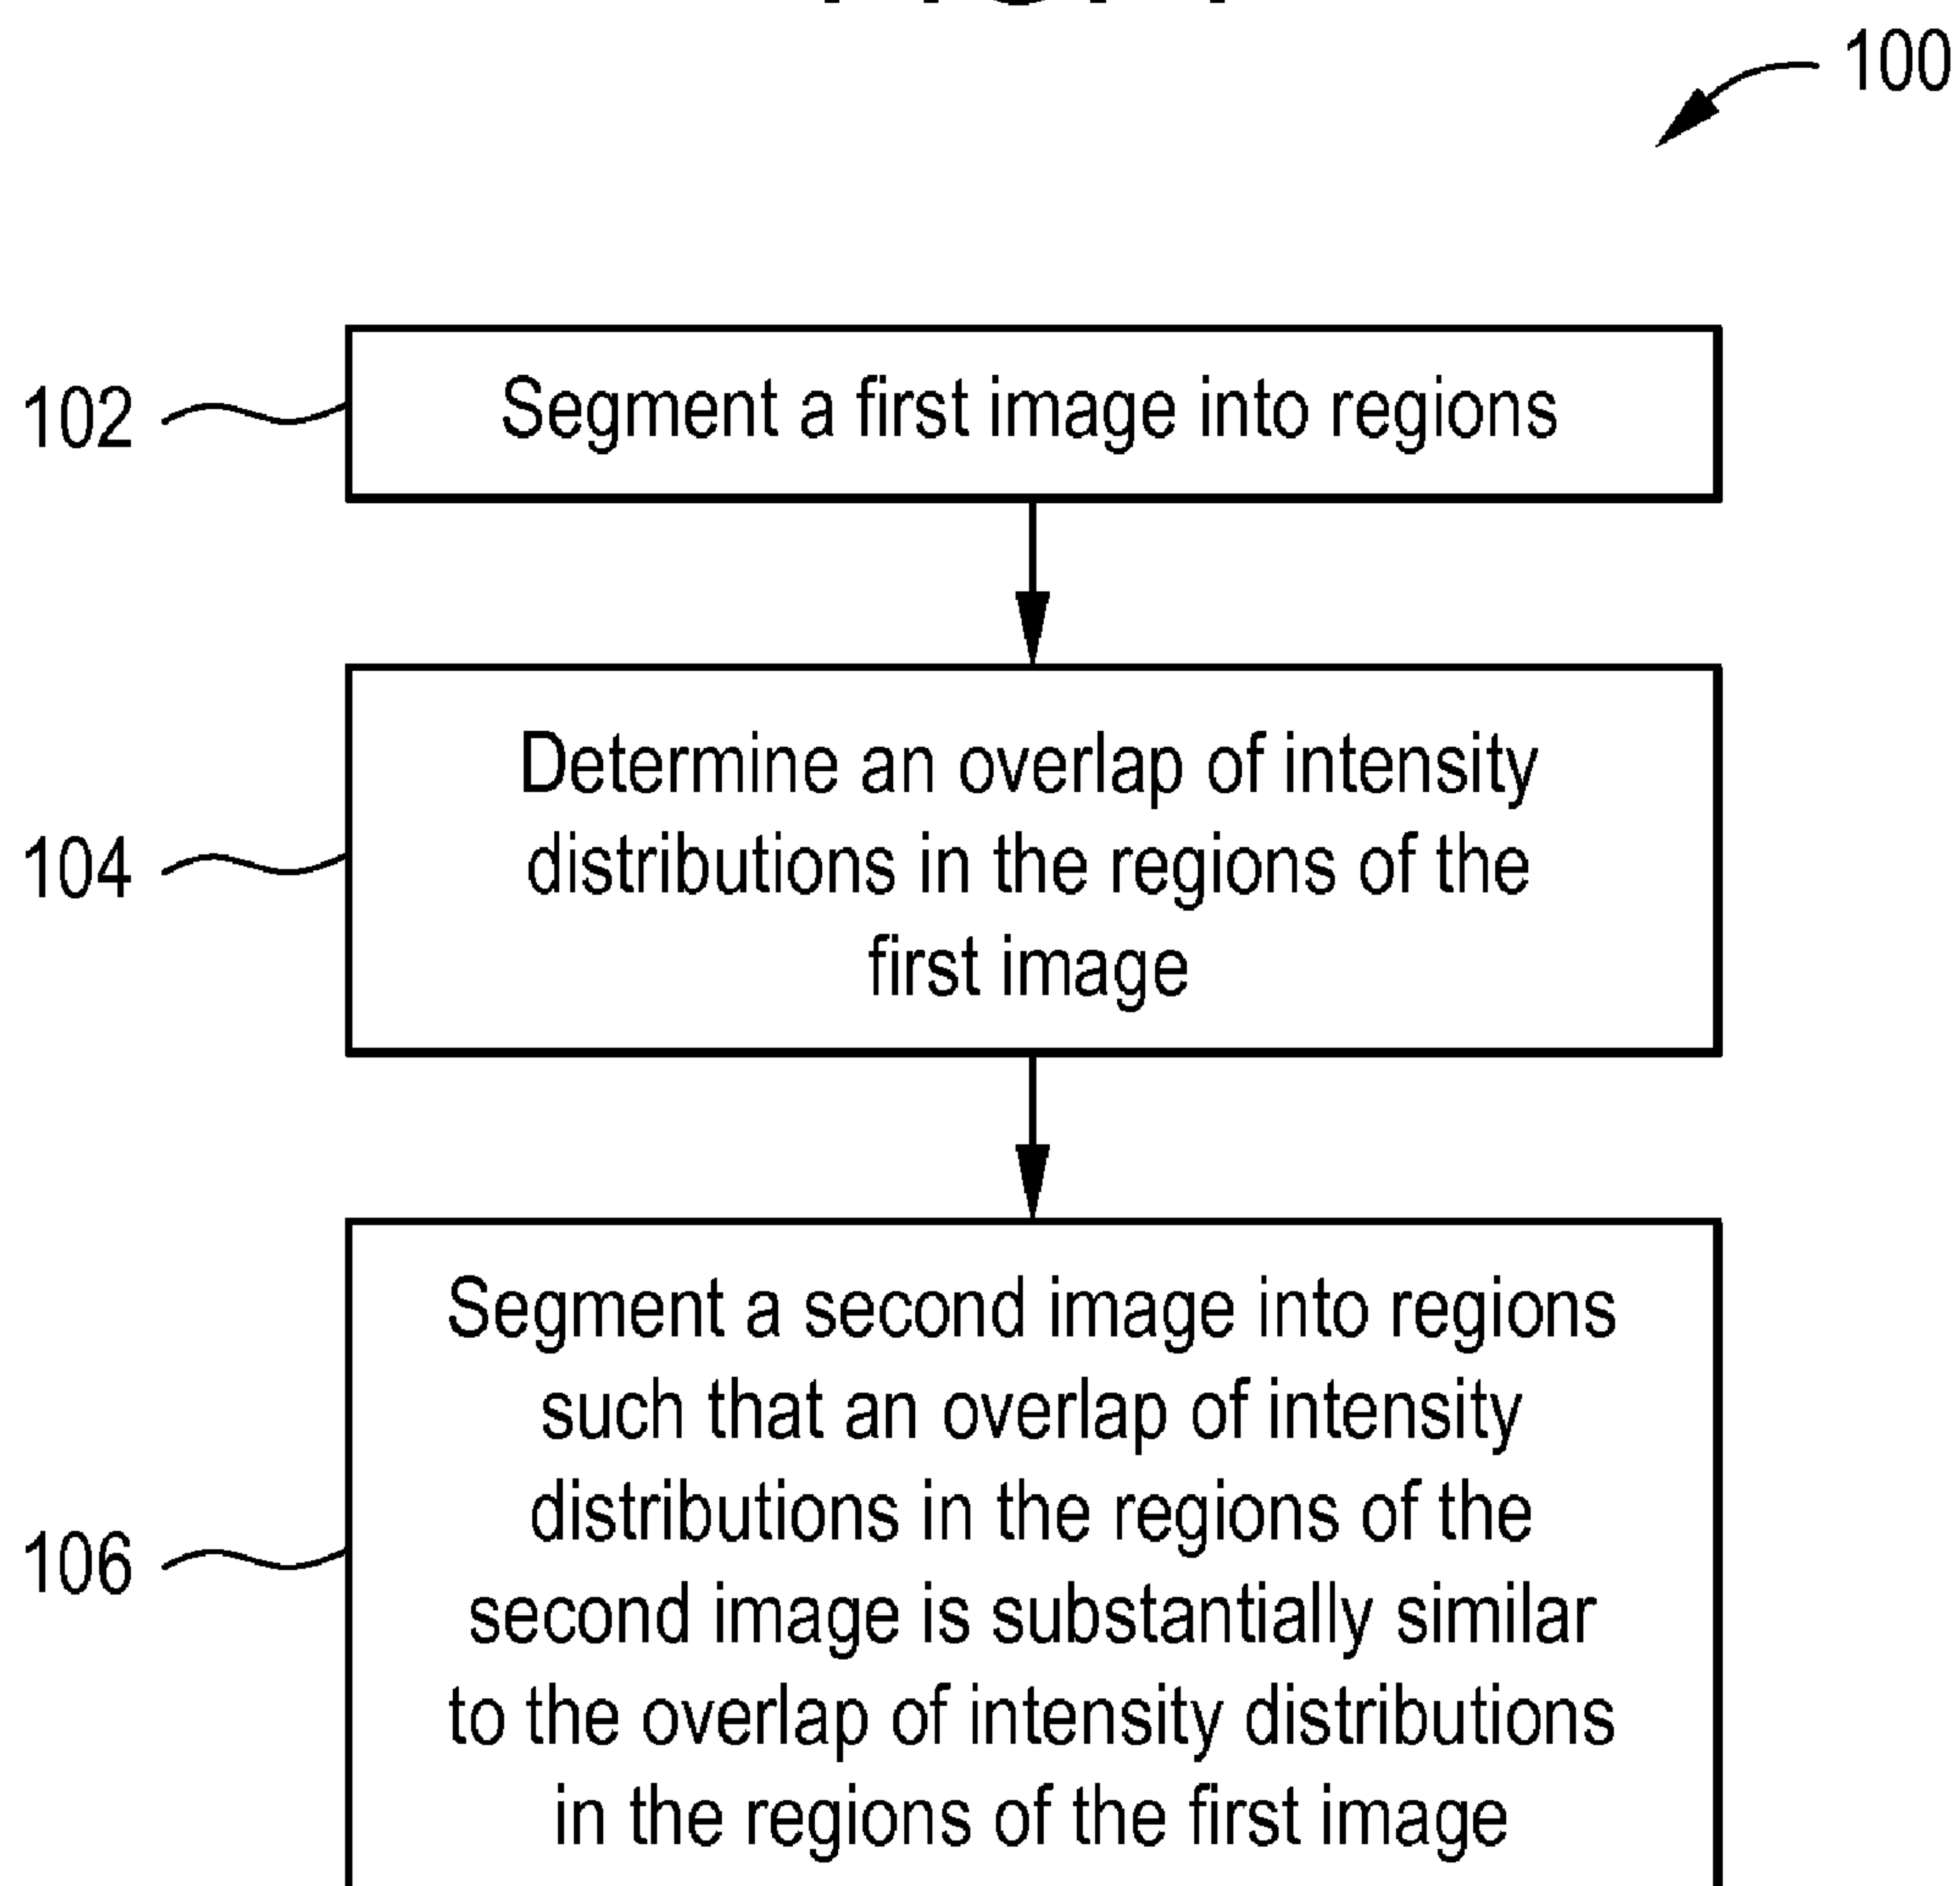 100
102
Segment a first image into regions
104
Determine an overlap of intensity
distributions in the regions of the
first image
106
Segment a second image into regions
such that an overlap of intensity
distributions in the regions of the
second image is substantially similar
to the overlap of intensity distributions
in the regions of the first image